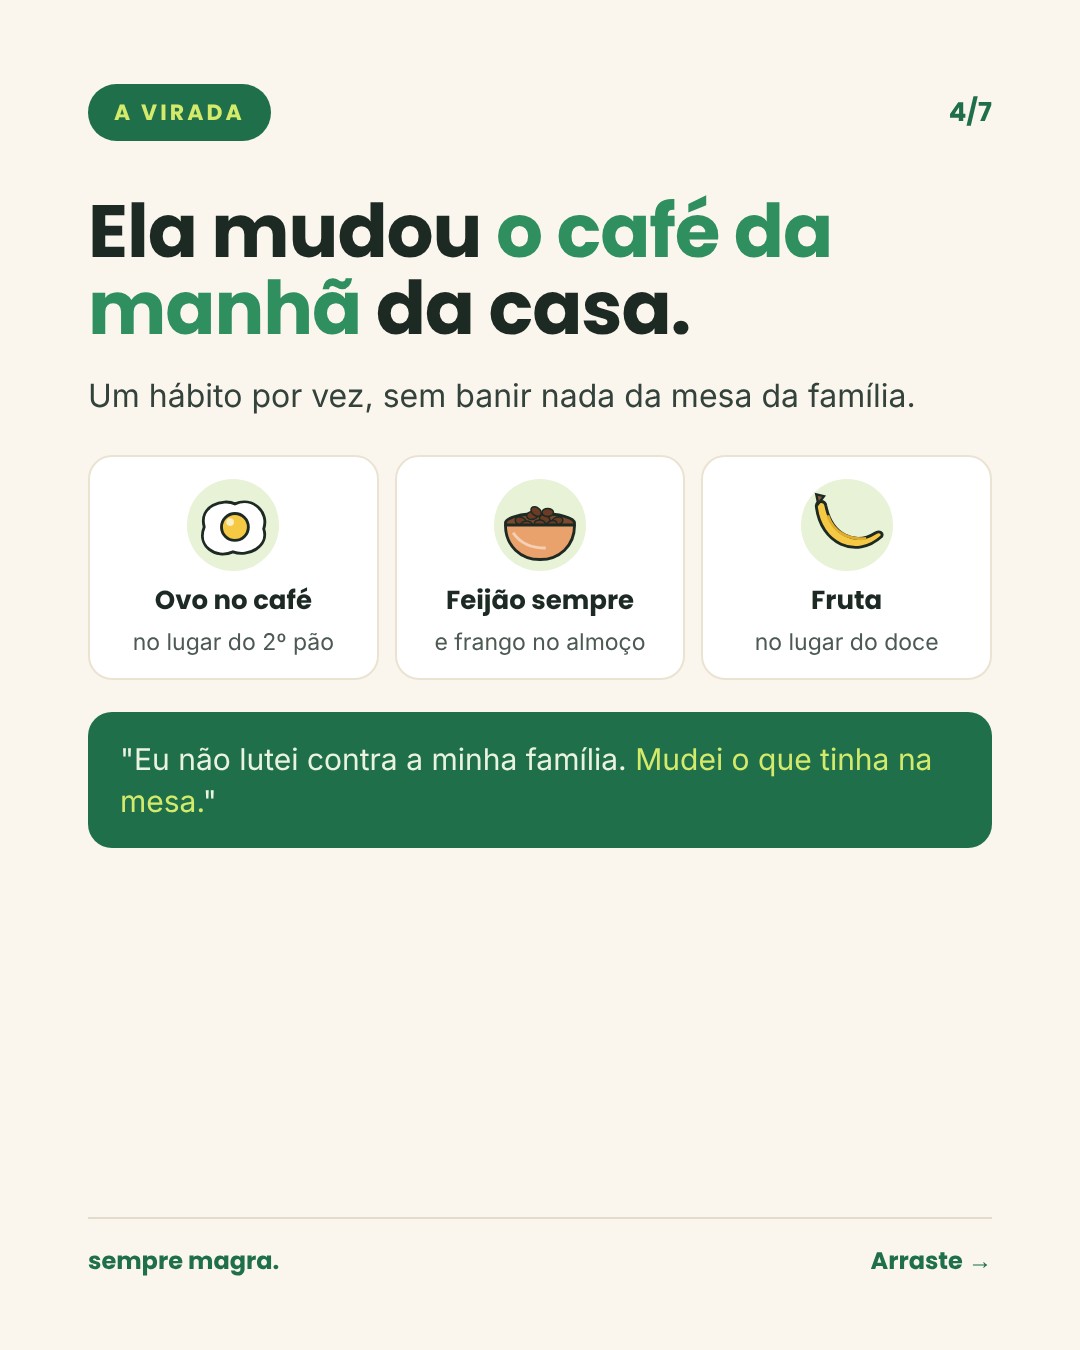 A VIRADA
4/7
Ela mudou o café da
manhã da casa.
Um hábito por vez, sem banir nada da mesa da família.
Ovo no café
no lugar do 2º pão
Feijão sempre
e frango no almoço
Fruta
no lugar do doce
"Eu não lutei contra a minha família. Mudei o que tinha na
mesa."
sempre magra.
Arraste →